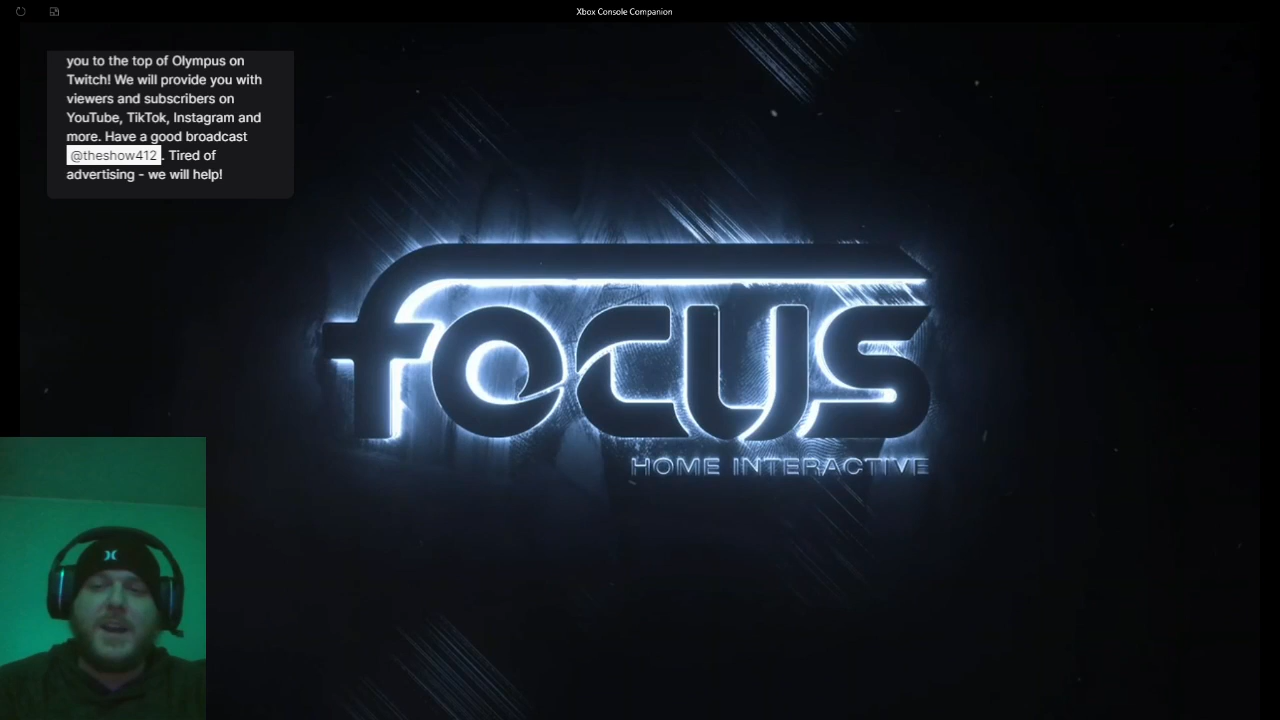 Xbox Console Companion
you to the top of Olympus on
Twitch! We will provide you with
viewers and subscribers on
YouTube, TikTok, Instagram and
more. Have a good broadcast
@theshow412. Tired of
advertising - we will help!
focus
HOME INTERACTIVE